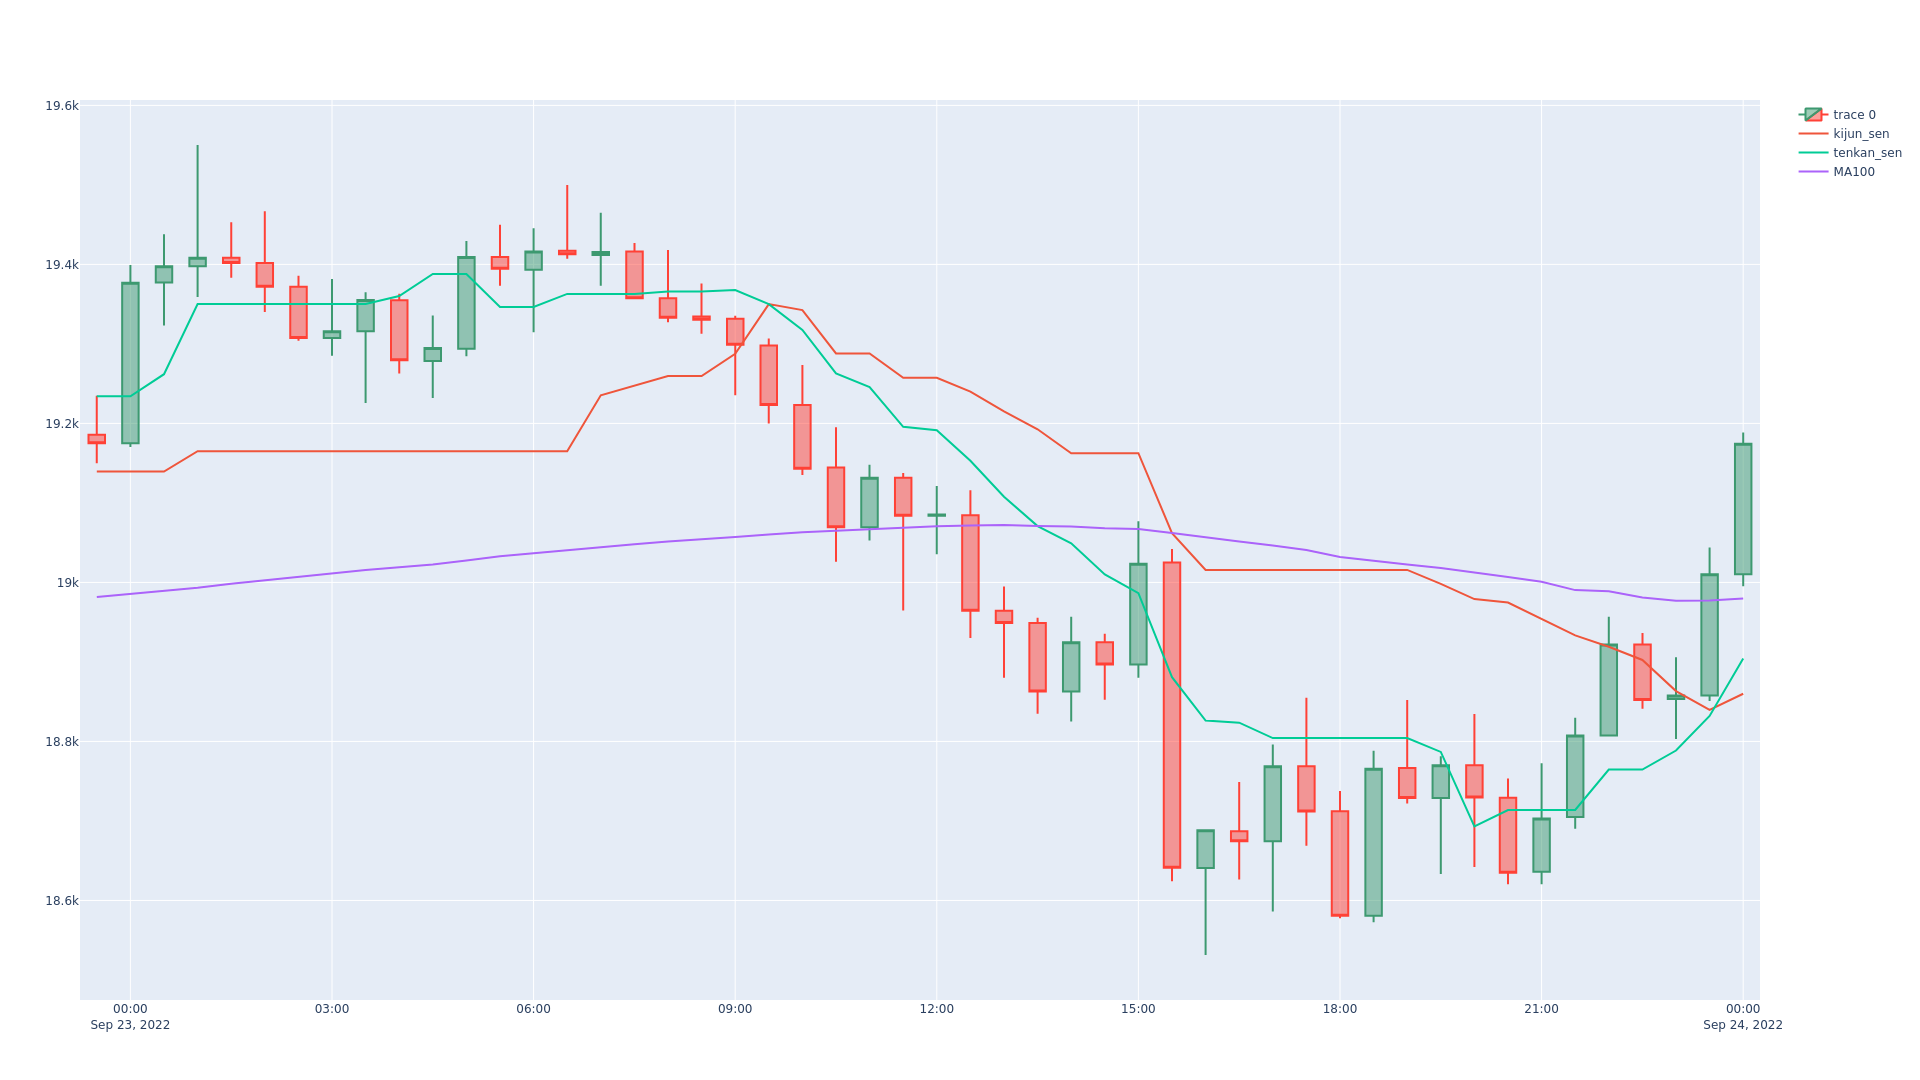 19.6k
19.4k
19.2k
19k
18.8k
18.6k
00:00 03:00 06:00 09:00 12:00 15:00 18:00 21:00 00:00
Sep 23, 2022 Sep 24, 2022
trace 0
kijun_sen
tenkan_sen
MA100